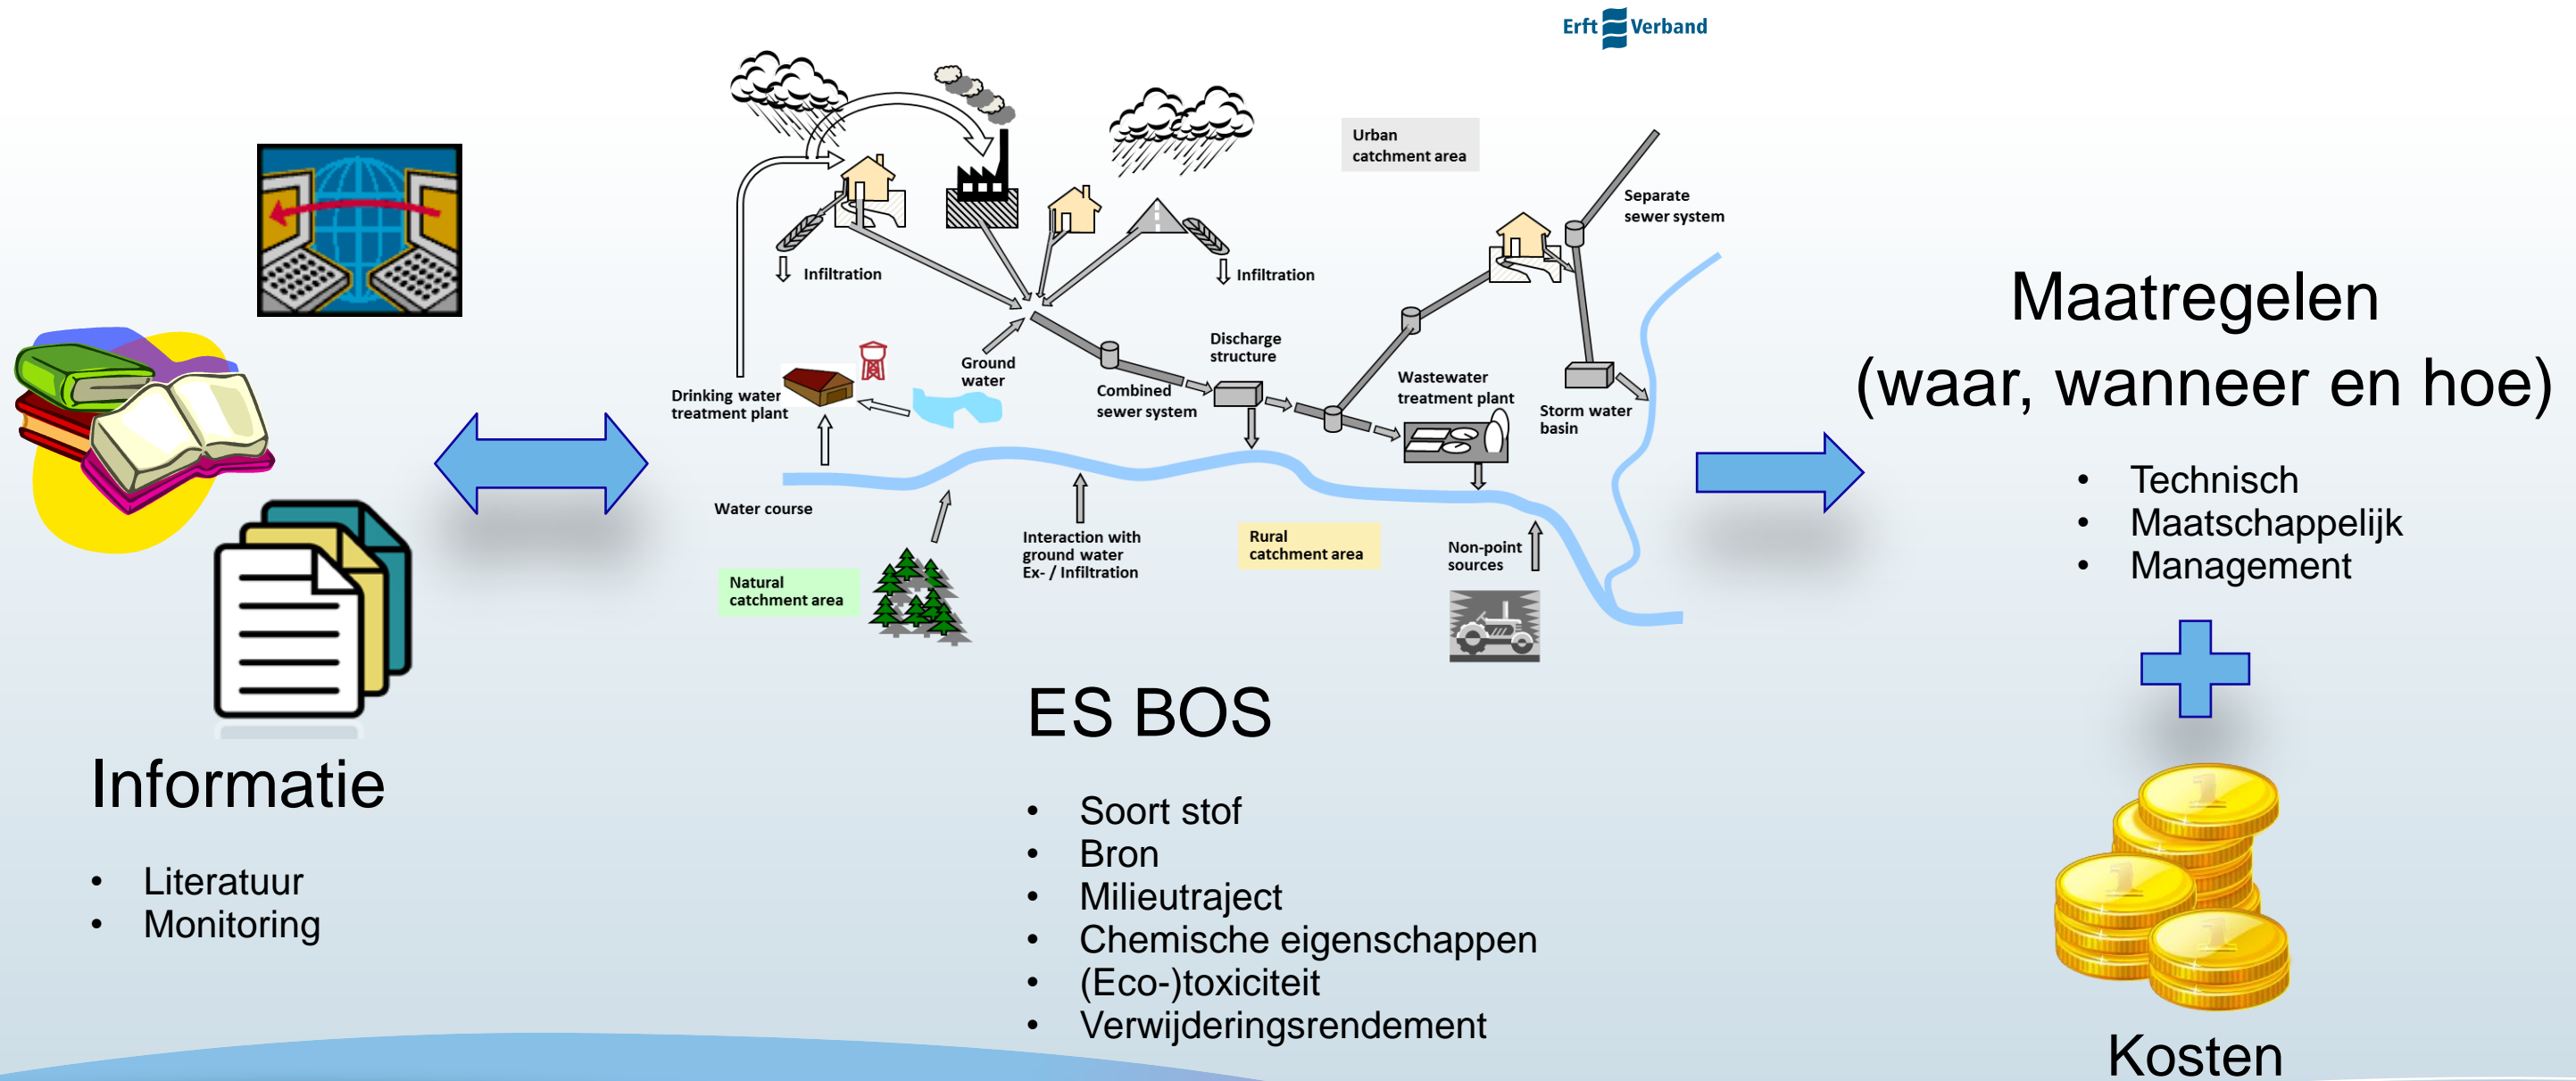 Erft Verband
Urban
catchment area
Separate
sewer system
Infiltration
Infiltration
Discharge
structure
Ground
water
Drinking water
treatment plant
Combined
sewer system
Wastewater
treatment plant
Storm water
basin
Water course
Interaction with
ground water
Ex- / Infiltration
Rural
catchment area
Non-point
sources
Natural
catchment area
Informatie
• Literatuur
• Monitoring
ES BOS
• Soort stof
• Bron
• Milieutraject
• Chemische eigenschappen
• (Eco-)toxiciteit
• Verwijderingsrendement
Maatregelen
(waar, wanneer en hoe)
• Technisch
• Maatschappelijk
• Management
1
1
1
Kosten